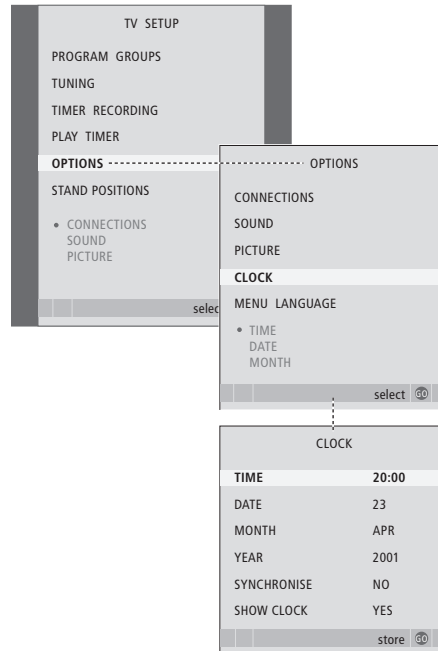 TV SETUP
PROGRAM GROUPS
TUNING
TIMER RECORDING
PLAY TIMER
OPTIONS
STAND POSITIONS
• CONNECTIONS
SOUND
PICTURE
selec
OPTIONS
CONNECTIONS
SOUND
PICTURE
CLOCK
MENU LANGUAGE
• TIME
DATE
MONTH
select GO
CLOCK
TIME 20:00
DATE 23
MONTH APR
YEAR 2001
SYNCHRONISE NO
SHOW CLOCK YES
store GO